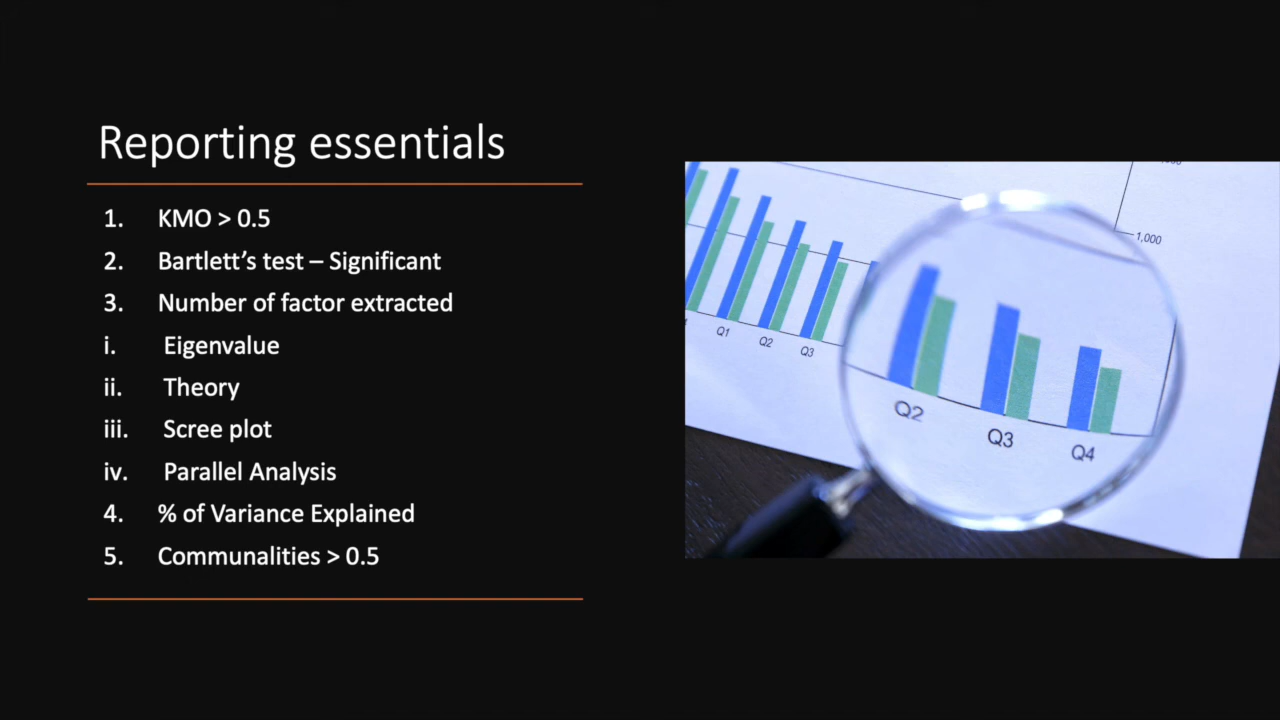 Reporting essentials
1. KMO > 0.5
2. Bartlett’s test – Significant
3. Number of factor extracted
i. Eigenvalue
ii. Theory
iii. Scree plot
iv. Parallel Analysis
4. % of Variance Explained
5. Communalities > 0.5
1,000
Q1 Q2 Q3
Q2 Q3 Q4